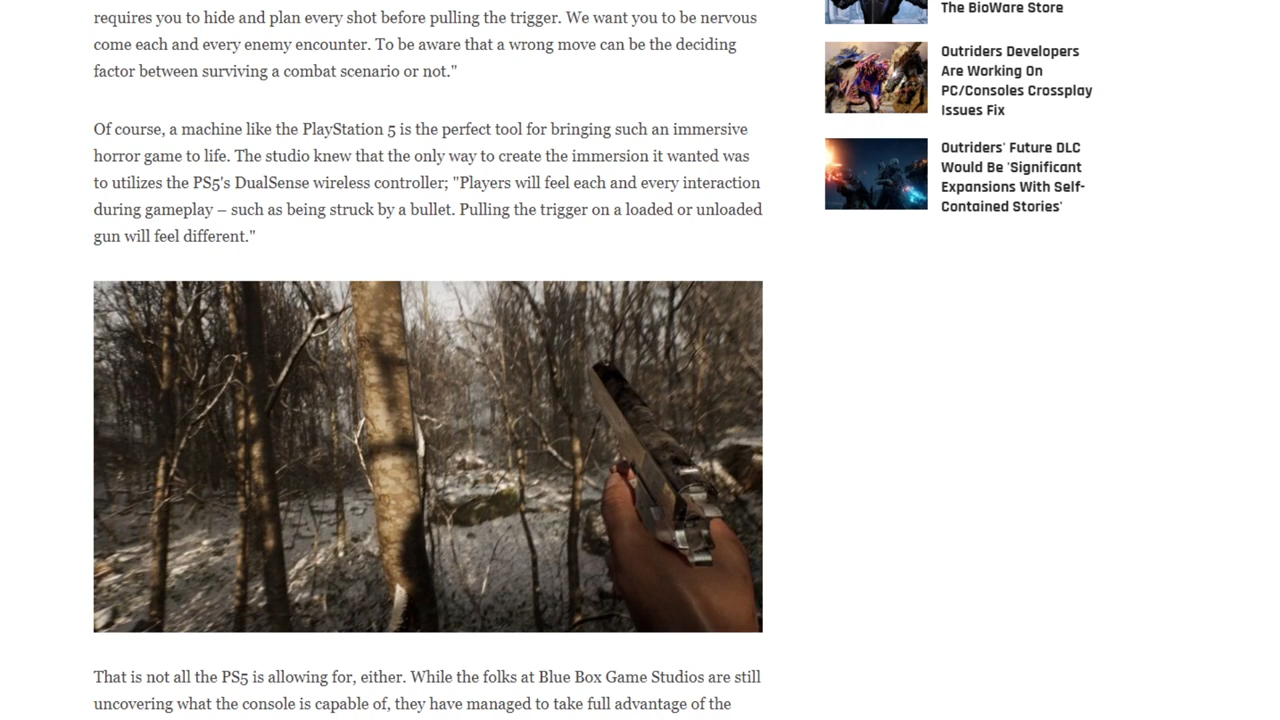 requires you to hide and plan every shot before pulling the trigger. We want you to be nervous
come each and every enemy encounter. To be aware that a wrong move can be the deciding
factor between surviving a combat scenario or not."
Of course, a machine like the PlayStation 5 is the perfect tool for bringing such an immersive
horror game to life. The studio knew that the only way to create the immersion it wanted was
to utilizes the PS5's DualSense wireless controller; "Players will feel each and every interaction
during gameplay – such as being struck by a bullet. Pulling the trigger on a loaded or unloaded
gun will feel different."
That is not all the PS5 is allowing for, either. While the folks at Blue Box Game Studios are still
uncovering what the console is capable of, they have managed to take full advantage of the
The BioWare Store
Outriders Developers
Are Working On
PC/Consoles Crossplay
Issues Fix
Outriders' Future DLC
Would Be 'Significant
Expansions With Self-
Contained Stories'